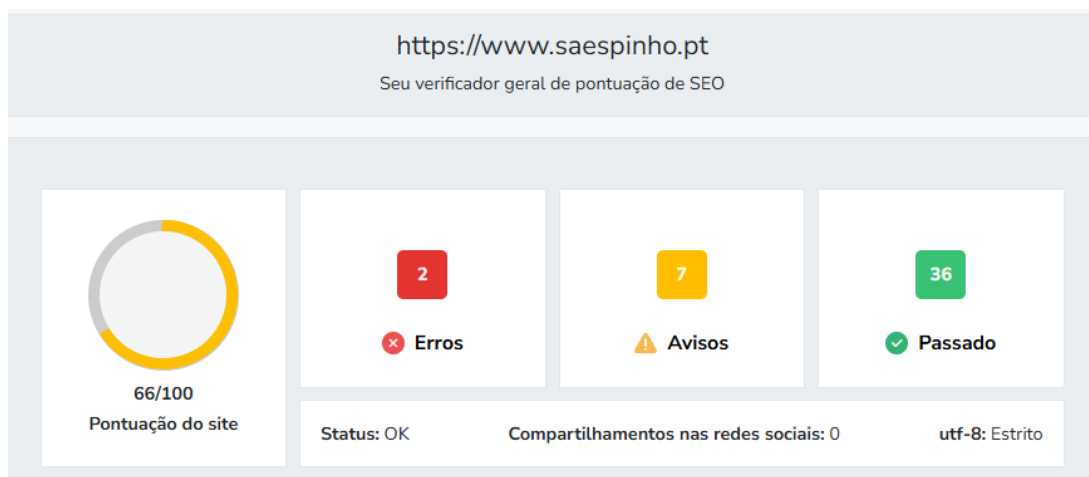 https://www.saespinho.pt
Seu verificador geral de pontuação de SEO
2
Erros
7
Avisos
36
Passado
66/100
Pontuação do site
Status: OK
Compartilhamentos nas redes sociais: 0
utf-8: Estrito